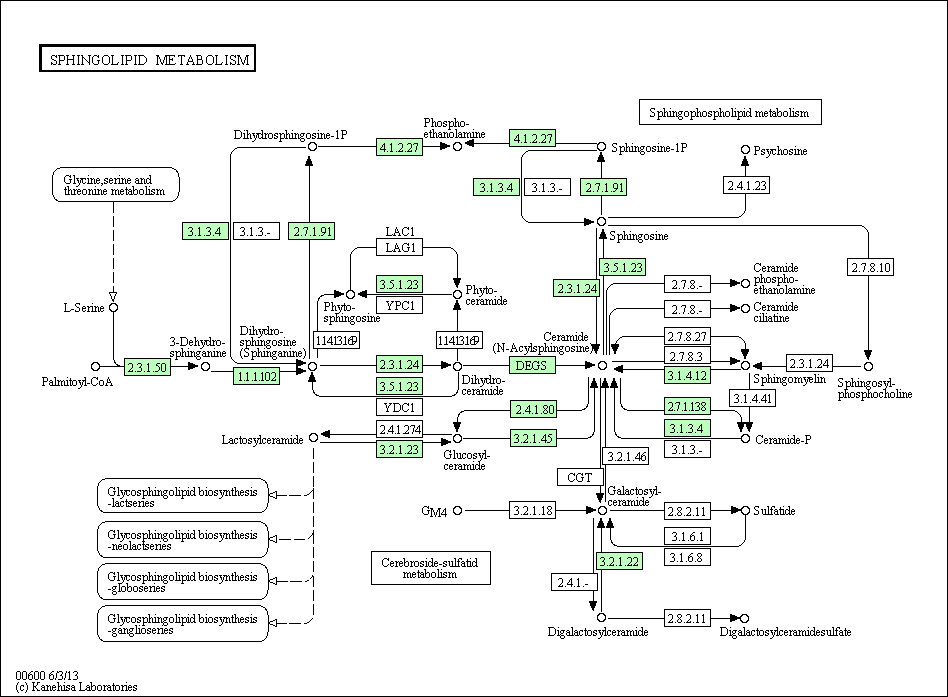 SPHINGOLIPID METABOLISM
Sphingophospholipid metabolism
Dihydrosphingosine-1P
4.1.2.27
Phospho-
ethanolamine
4.1.2.27
Sphingosine-1P
Psychosine
Glycine,serine and
threonine metabolism
3.1.3.4
3.1.3.-
2.7.1.91
2.4.1.23
3.1.3.4
3.1.3.-
2.7.1.91
LAC1
LAG1
Sphingosine
3.5.1.23
2.7.8.10
2.3.1.24
3.5.1.23
YPC1
Phyto-
sphingosine
Phyto-
ceramide
2.7.8.-
Ceramide
phospho-
ethanolamine
2.7.8.-
Ceramide
ciliatine
L-Serine
3-Dehydro-
sphinganine
Dihydro-
sphingosine
(Sphinganine)
1.14.13.169
1.14.13.169
Ceramide
(N-Acylsphingosine)
2.7.8.27
2.7.8.3
3.1.4.12
Palmitoyl-CoA
2.3.1.50
1.1.1.102
2.3.1.24
3.5.1.23
YDC1
Dihydro-
ceramide
DEGS
Sphingomyelin
2.3.1.24
Sphingosyl-
phosphocholine
3.1.4.41
2.4.1.80
2.7.1.138
3.1.3.4
3.1.3.-
Ceramide-P
Lactosylceramide
2.4.1.274
3.2.1.23
Glucosyl-
ceramide
3.2.1.45
3.2.1.46
CGT
Glycosphingolipid biosynthesis
-lactseries
Galactosyl-
ceramide
GM4
3.2.1.18
2.8.2.11
Sulfatide
3.1.6.1
3.1.6.8
Glycosphingolipid biosynthesis
-neolactseries
Cerebroside-sulfatid
metabolism
3.2.1.22
2.4.1.-
Glycosphingolipid biosynthesis
-globoseries
Glycosphingolipid biosynthesis
-ganglioseries
Digalactosylceramide
2.8.2.11
Digalactosylceramidesulfate
00600 6/3/13
(c) Kanehisa Laboratories